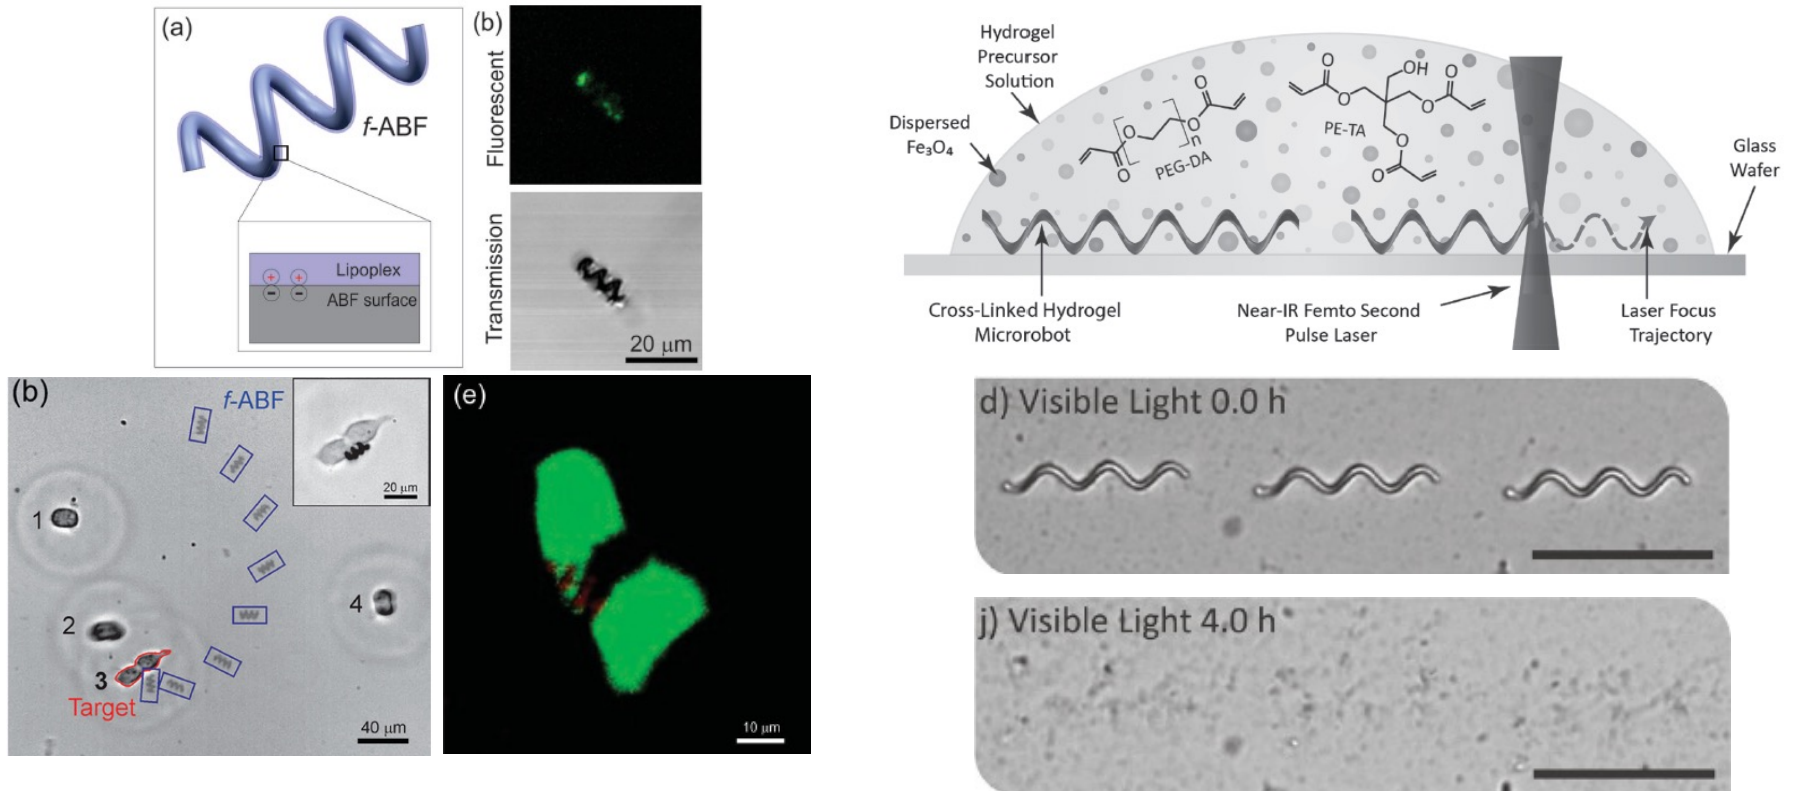 (a)
f-ABF
+ +
− −
Lipoplex
ABF surface
(b)
Fluorescent
Transmission
20 μm
(b)
f-ABF
20 μm
1
2
3
4
Target
40 μm
(e)
10 μm
Hydrogel
Precursor
Solution
Dispersed
Fe₃O₄
O
O
O
O
n
PEG-DA
OH
O
O
O
O
O
O
PE-TA
Glass
Wafer
Cross-Linked Hydrogel
Microrobot
Near-IR Femto Second
Pulse Laser
Laser Focus
Trajectory
d) Visible Light 0.0 h
j) Visible Light 4.0 h